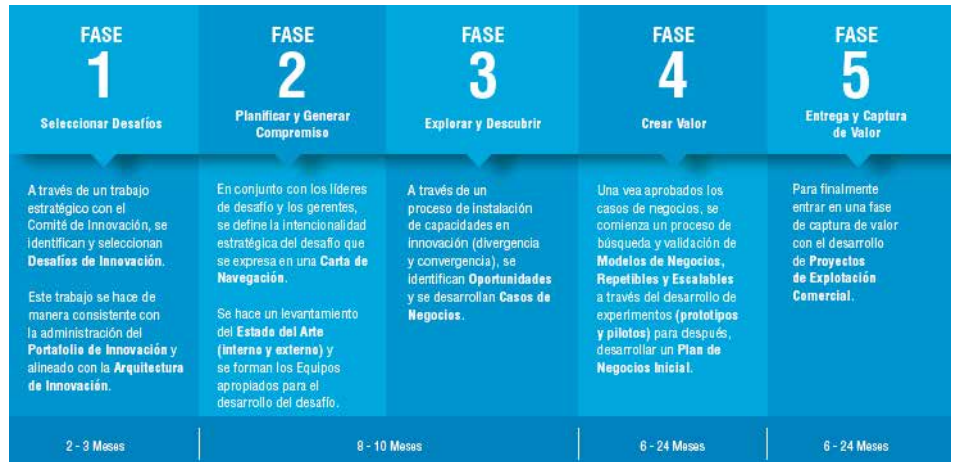 FASE
1
Seleccionar Desafíos
A través de un trabajo
estratégico con el
Comité de Innovación, se
identifican y seleccionan
Desafíos de Innovación.
Este trabajo se hace de
manera consistente con
la administración del
Portafolio de Innovación y
alineado con la Arquitectura
de Innovación.
2 - 3 Meses
FASE
2
Planificar y Generar
Compromiso
En conjunto con los líderes
de desafío y los gerentes,
se define la intencionalidad
estratégica del desafío que
se expresa en una Carta de
Navegación.
Se hace un levantamiento
del Estado del Arte
(interno y externo) y
se forman los Equipos
apropiados para el
desarrollo del desafío.
FASE
3
Explorar y Descubrir
A través de un
proceso de instalación
de capacidades en
innovación (divergencia
y convergencia), se
identifican Oportunidades
y se desarrollan Casos de
Negocios.
8 - 10 Meses
FASE
4
Crear Valor
Una vea aprobados los
casos de negocios, se
comienza un proceso de
búsqueda y validación de
Modelos de Negocios,
Repetibles y Escalables
a través del desarrollo de
experimentos (prototipos
y pilotos) para después,
desarrollar un Plan de
Negocios Inicial.
6 - 24 Meses
FASE
5
Entrega y Captura
de Valor
Para finalmente
entrar en una fase
de captura de valor
con el desarrollo
de Proyectos
de Explotación
Comercial.
6 - 24 Meses